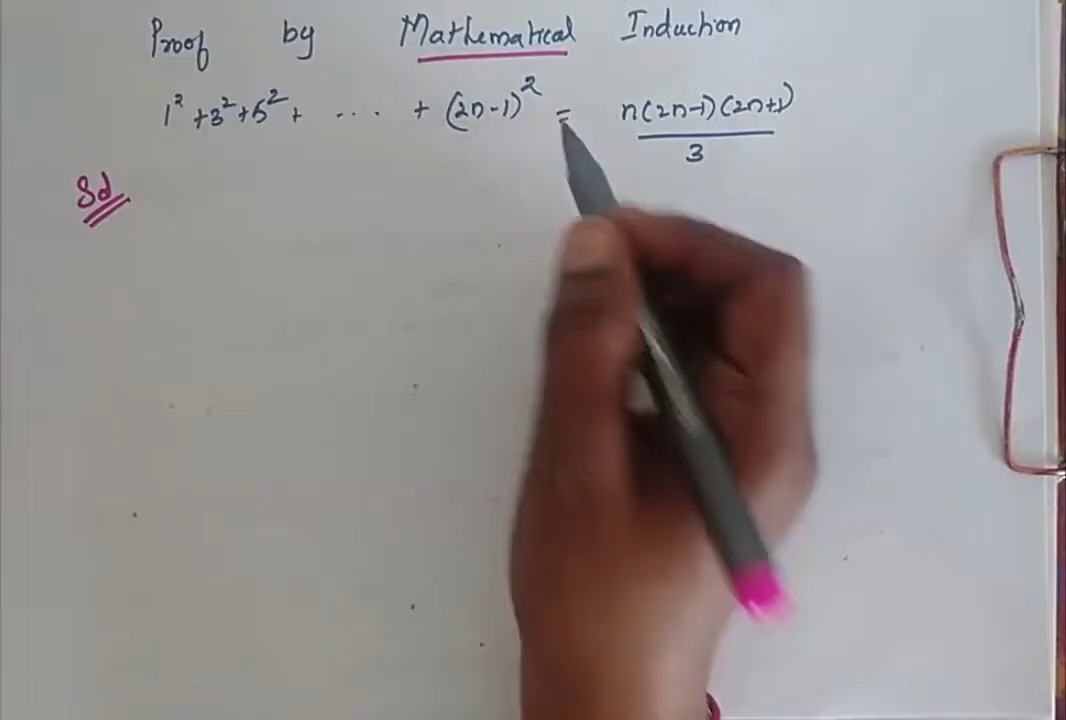 Proof by Mathematical Induction
1² + 3² + 5² + .... + (2n-1)² = n(2n-1)(2n+1)
3
Sol